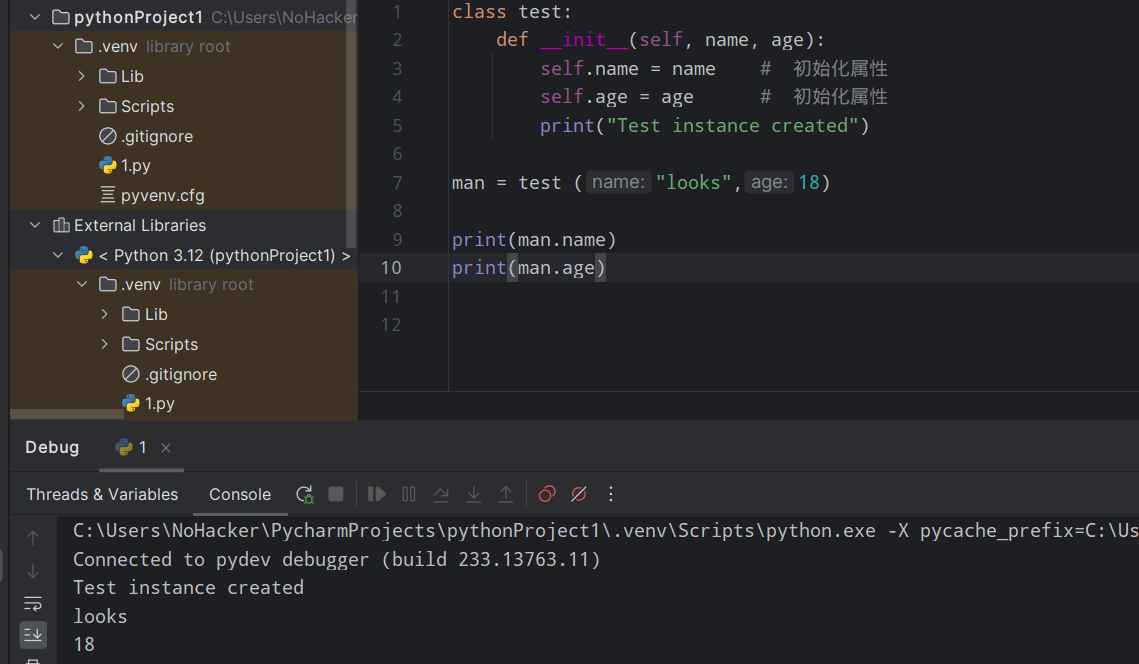 pythonProject1 C:\Users\NoHacker
.venv library root
Lib
Scripts
.gitignore
1.py
pyvenv.cfg
External Libraries
< Python 3.12 (pythonProject1) >
.venv library root
Lib
Scripts
.gitignore
1.py
1 class test:
2 def __init__(self, name, age):
3 self.name = name # 初始化属性
4 self.age = age # 初始化属性
5 print("Test instance created")
6
7 man = test ( name: "looks", age: 18)
8
9 print(man.name)
10 print(man.age)
11
12
Debug 1 ×
Threads & Variables Console
C:\Users\NoHacker\PycharmProjects\pythonProject1\.venv\Scripts\python.exe -X pycache_prefix=C:\Us
Connected to pydev debugger (build 233.13763.11)
Test instance created
looks
18